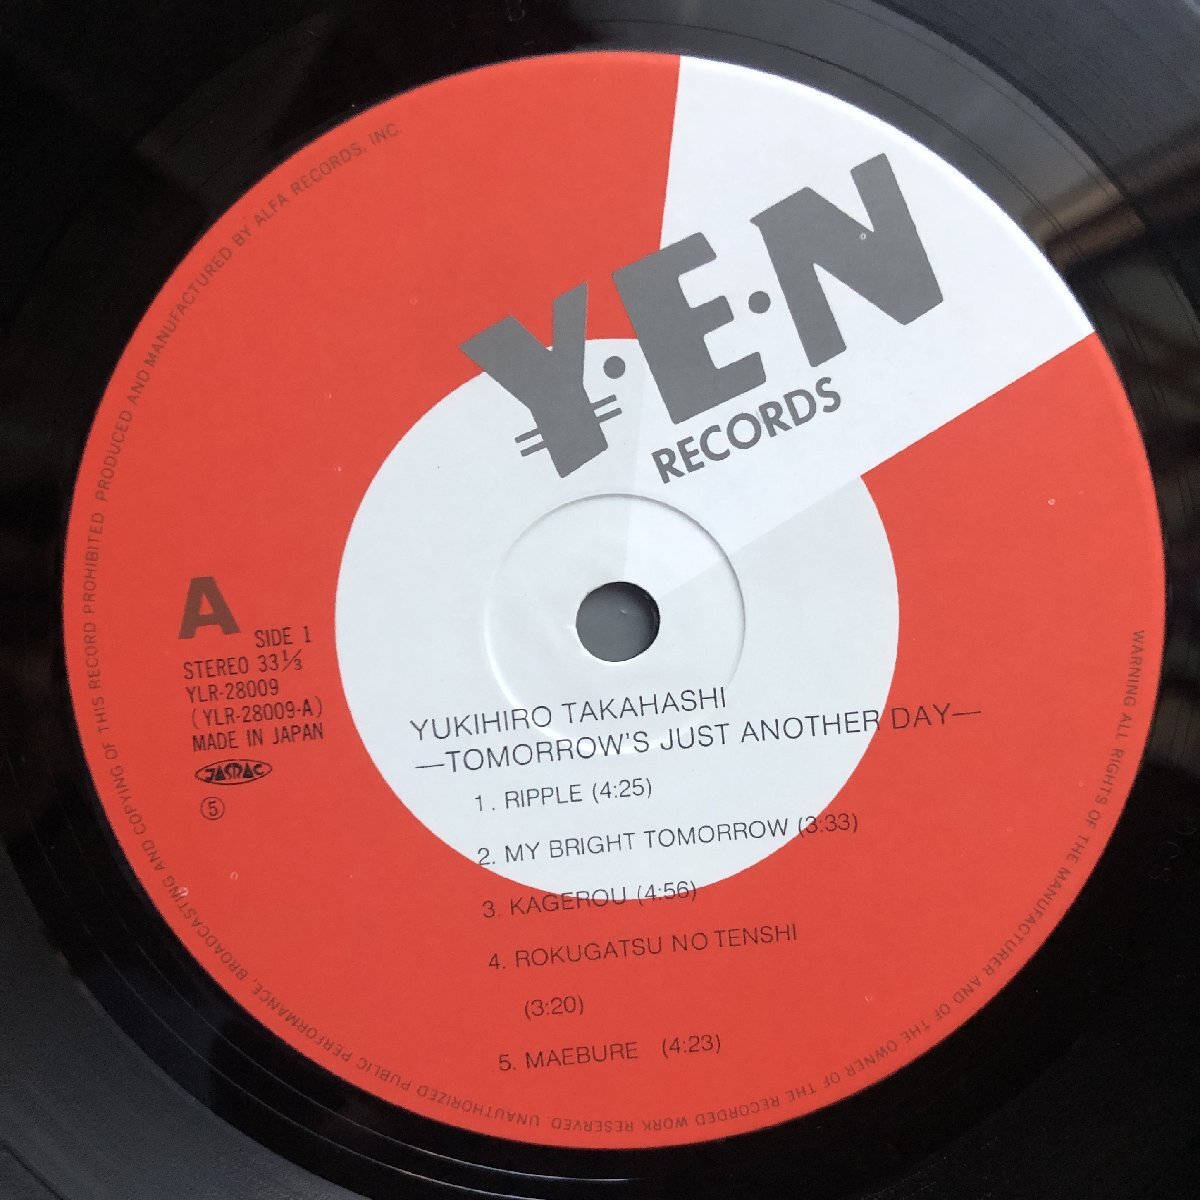 Y·E·N
RECORDS
A
SIDE 1
STEREO 33⅓
YLR-28009
(YLR-28009-A)
MADE IN JAPAN
JASRAC
⑤
YUKIHIRO TAKAHASHI
—TOMORROW'S JUST ANOTHER DAY—
1. RIPPLE (4:25)
2. MY BRIGHT TOMORROW (3:33)
3. KAGEROU (4:56)
4. ROKUGATSU NO TENSHI
(3:20)
5. MAEBURE (4:23)
WARNING ALL RIGHTS OF THE MANUFACTURER AND OF THE OWNER OF THE RECORDED WORK RESERVED. UNAUTHORIZED PUBLIC PERFORMANCE, BROADCASTING AND COPYING OF THIS RECORD PROHIBITED PRODUCED AND MANUFACTURED BY ALFA RECORDS, INC.